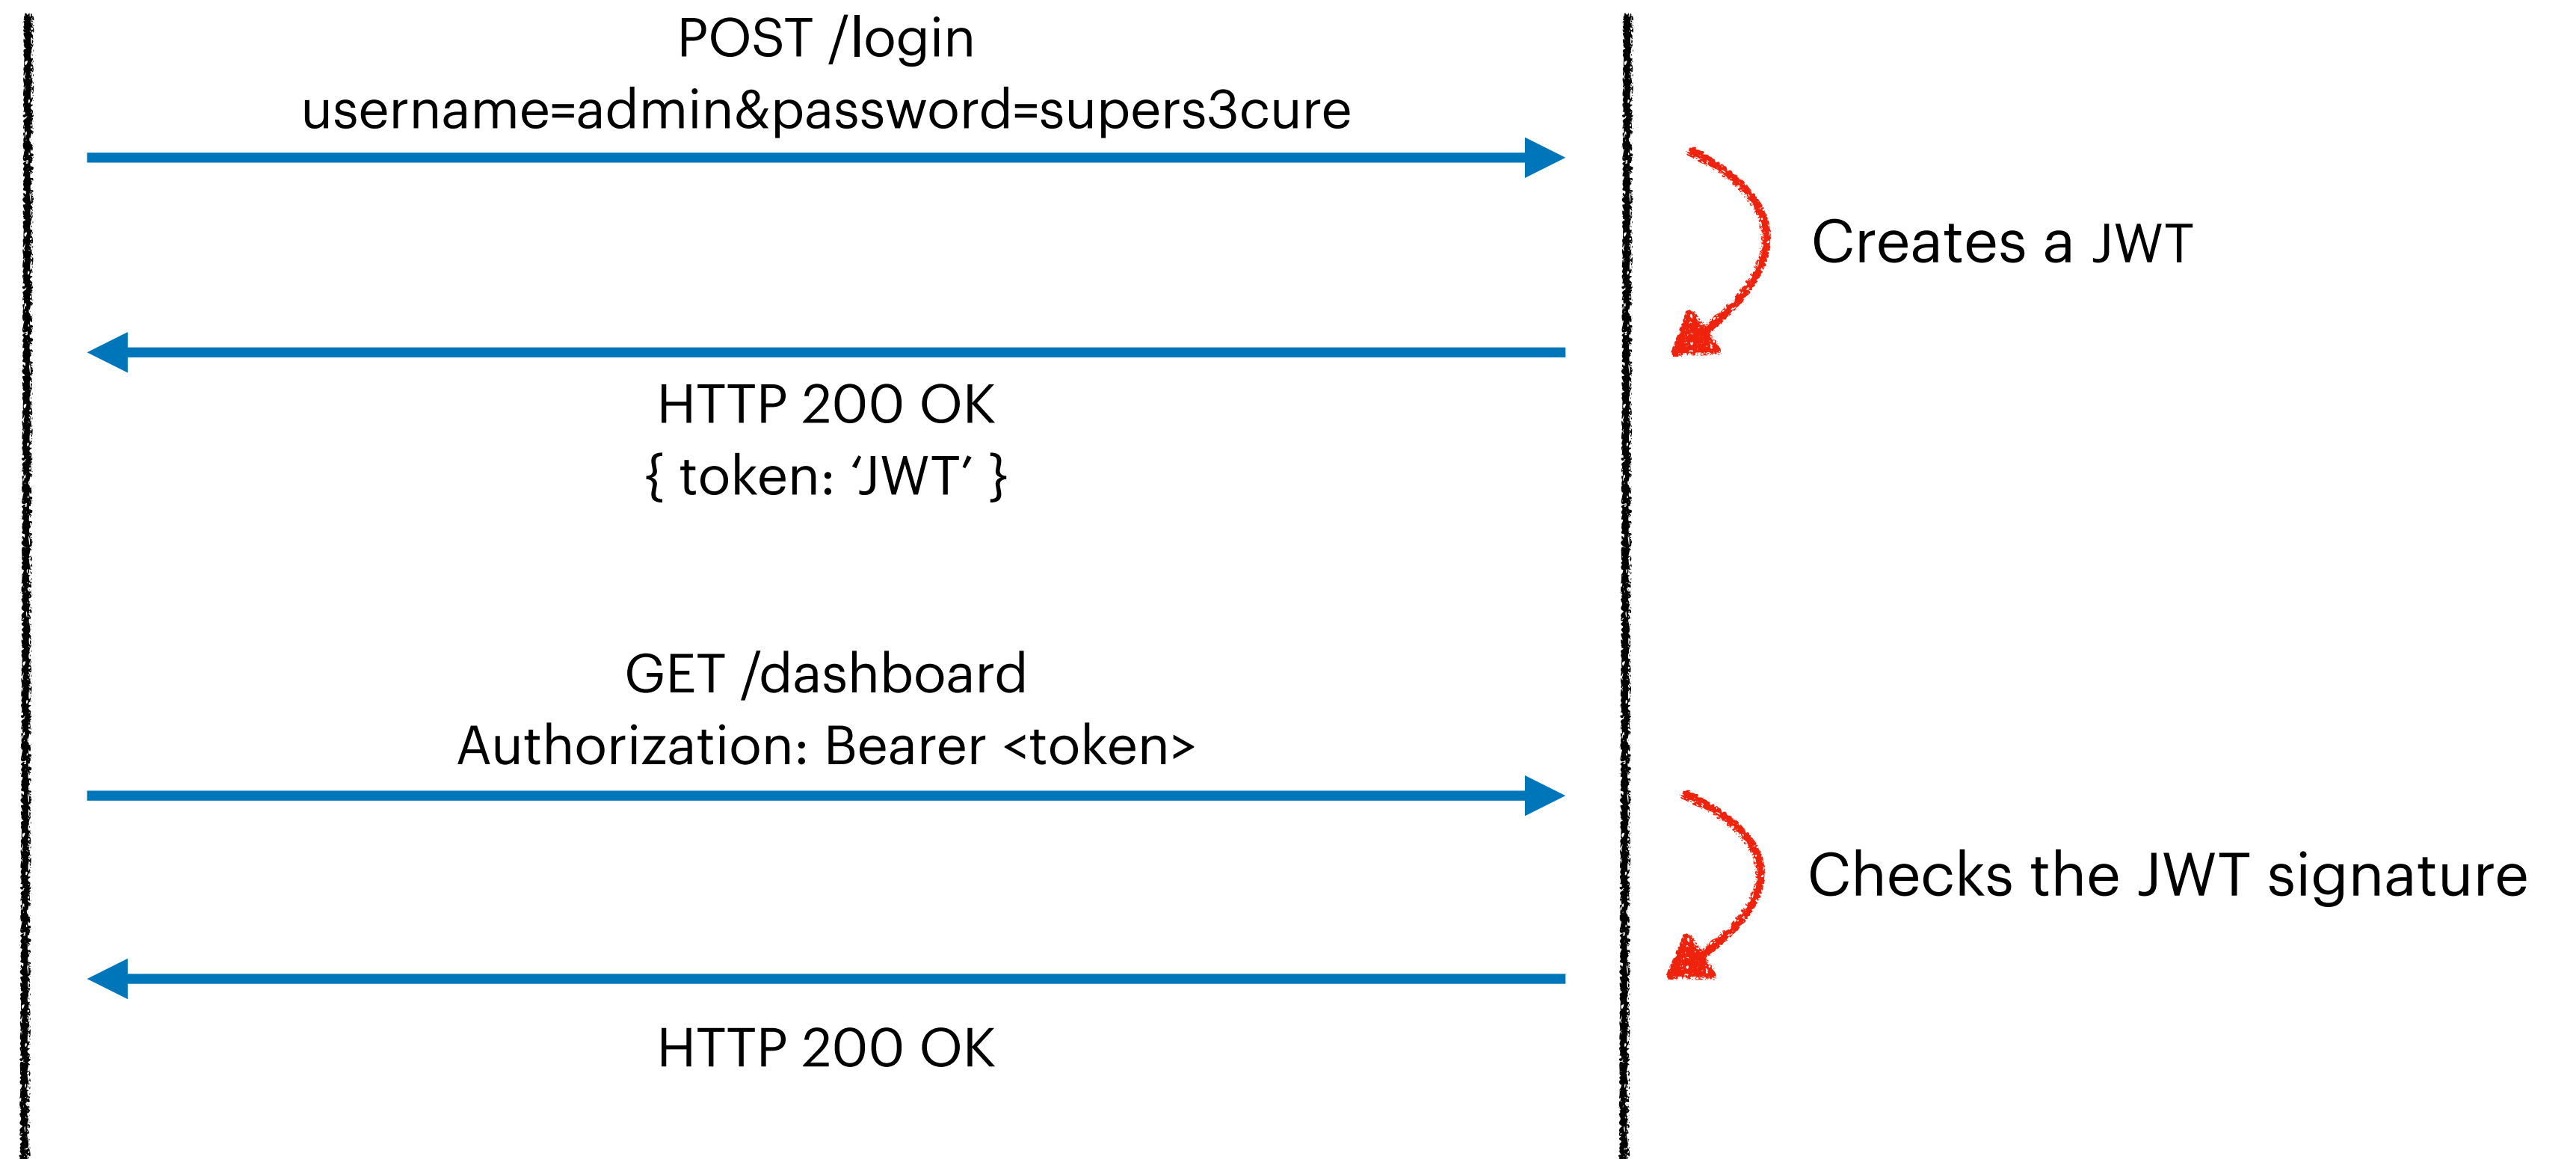 POST /login
username=admin&password=supers3cure
Creates a JWT
HTTP 200 OK
{ token: ‘JWT’ }
GET /dashboard
Authorization: Bearer <token>
Checks the JWT signature
HTTP 200 OK